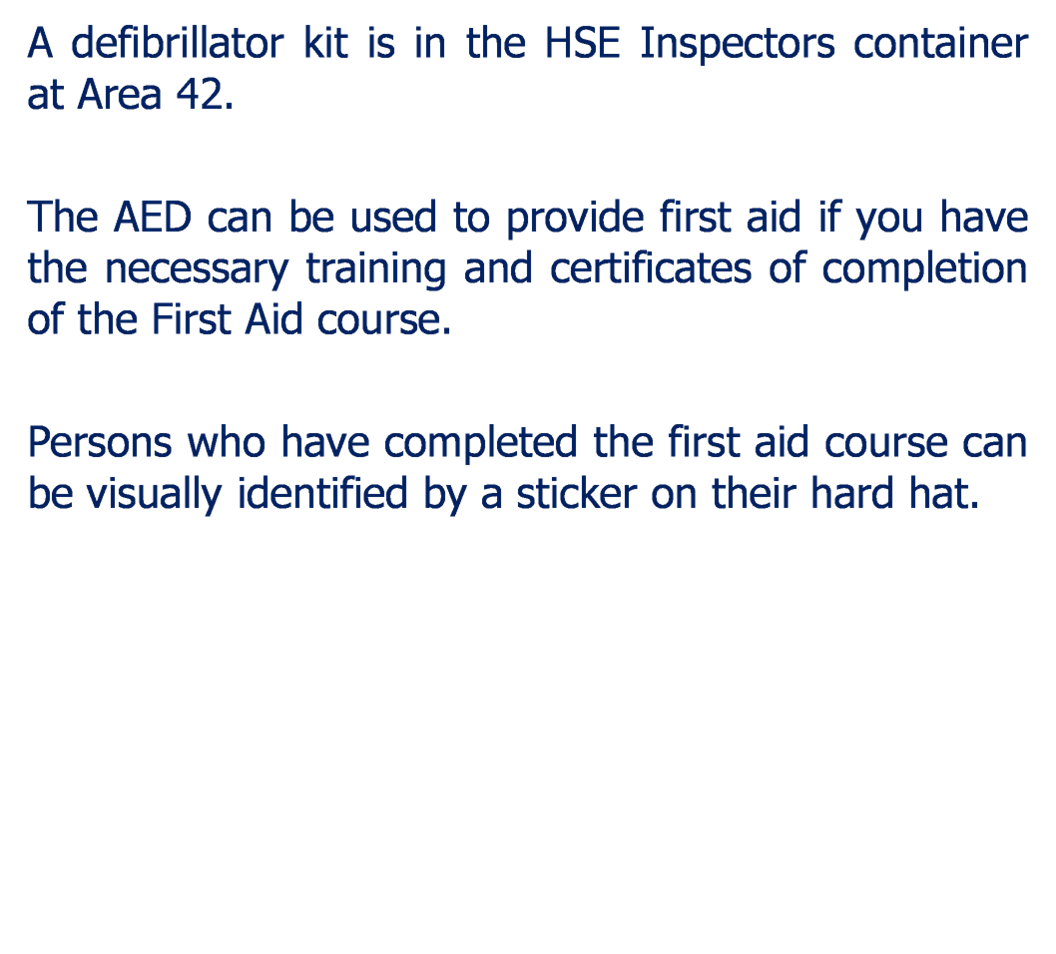 A defibrillator kit is in the HSE Inspectors container
at Area 42.
The AED can be used to provide first aid if you have
the necessary training and certificates of completion
of the First Aid course.
Persons who have completed the first aid course can
be visually identified by a sticker on their hard hat.